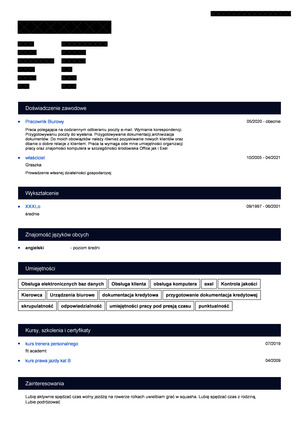 Doświadczenie zawodowe
Pracownik Biurowy
05/2020 - obecnie
Praca polegająca na codziennym odbieraniu poczty e-mail. Wymiania korespondencji.
Przygotowywaniu poczty do wysłania. Przygotowywanie dokumentacji archiwizacja
dokumentów. Do moich obowiązków należy również pozyskiwanie nowych klientów oraz
dbanie o dobre relacje z klientem. Praca ta wymaga ode mnie umiejętności organizacji
pracy oraz znajomości komputera w szczególności środowiska Office jak i Exel
właściciel
10/2003 - 04/2021
Grzazka
Prowadzenie własnej działalności gospodarczej
Wykształcenie
XXXLo
09/1997 - 06/2001
średnie
Znajomość języków obcych
angielski - poziom średni
Umiejętności
Obsługa elektronicznych baz danych Obsługa klienta obsługa komputera exel Kontrola jakości
Kierowca Urządzenia biurowe dokumentacja kredytowa przygotowanie dokumentacji kredytowej
skrupulatność odpowiedzialność umiejętności pracy pod presją czasu punktualność
Kursy, szkolenia i certyfikaty
kurs trenera personalnego
07/2019
fit academt
kurs prawa jazdy kat B
04/2009
Zainteresowania
Lubię aktywnie spędzać czas wolny jeżdżę na rowerze rolkach uwielbiam grać w squasha. Lubię spędzać czas z rodziną.
Lubię podróżować